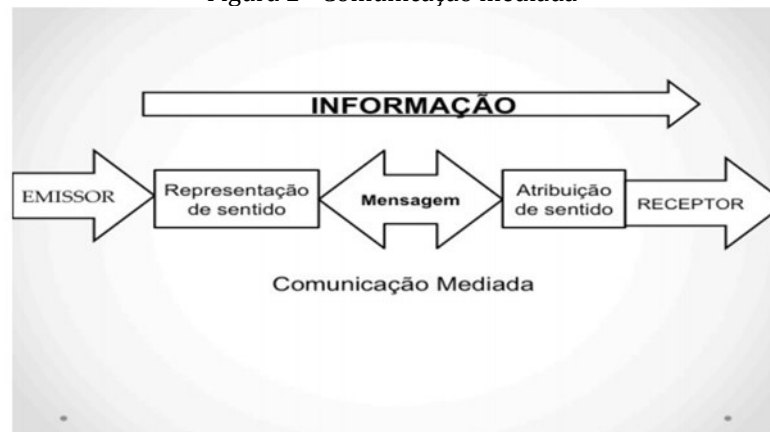 INFORMAÇÃO
EMISSOR
Representação
de sentido
Mensagem
Atribuição
de sentido
RECEPTOR
Comunicação Mediada